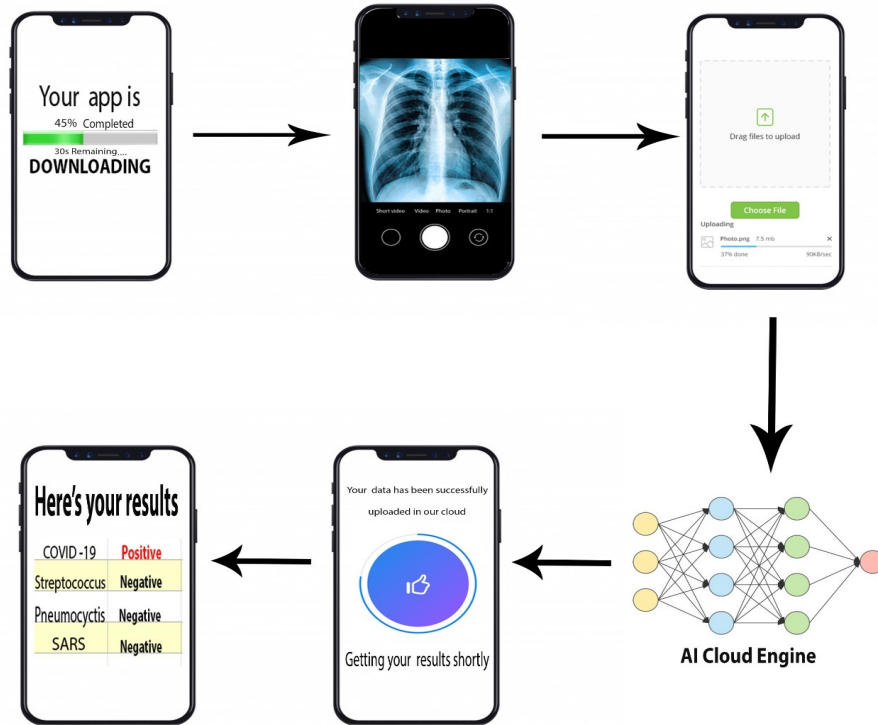 Your app is
45% Completed
30s Remaining....
DOWNLOADING
Short video Video Photo Portrait 1:1
Drag files to upload
Choose File
Uploading
Photo.png 7.5 mb
37% done 90KB/sec
Here's your results
COVID -19 Positive
Streptococcus Negative
Pneumocyctis Negative
SARS Negative
Your data has been successfully
uploaded in our cloud
Getting your results shortly
AI Cloud Engine